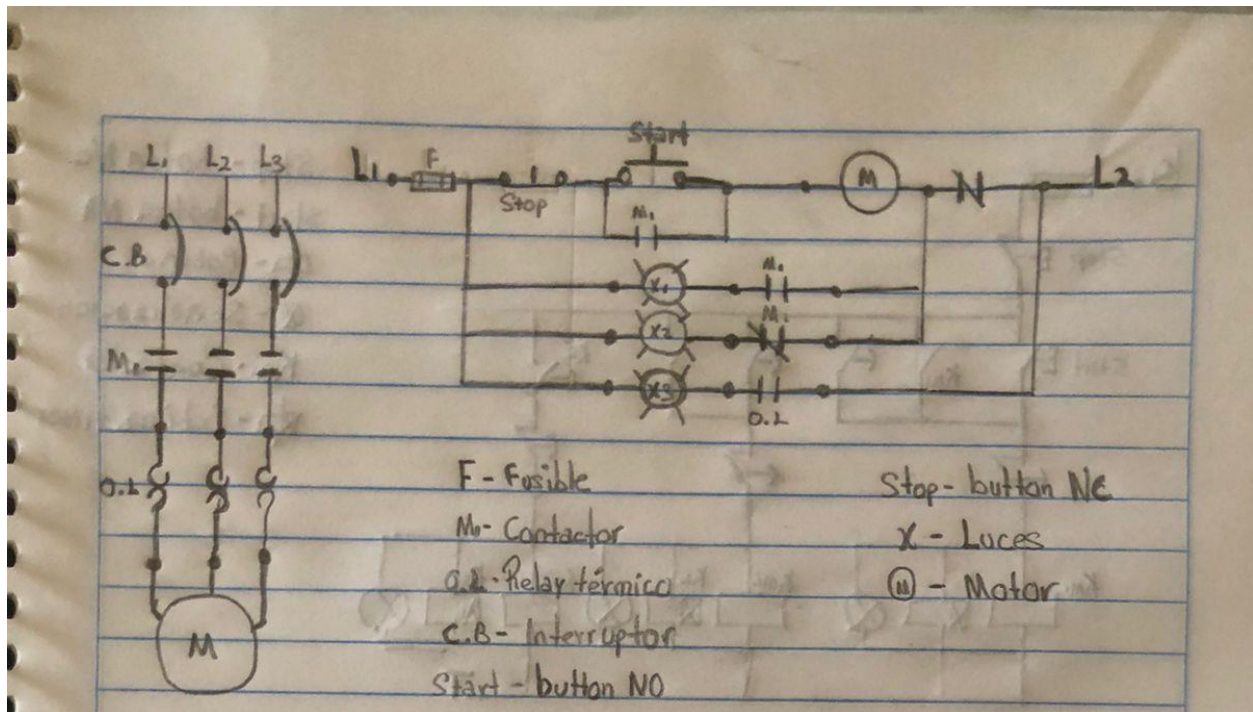 Start
L1 L2 L3
L1 F M N L2
Stop
M1
C.B
X1 M1
X2 M1
M1
X3
O.L
O.L
F - Fusible
Stop - button NC
M1 - Contactor
X - Luces
O.L - Relay térmico
M - Motor
C.B - Interruptor
M
Start - button NO